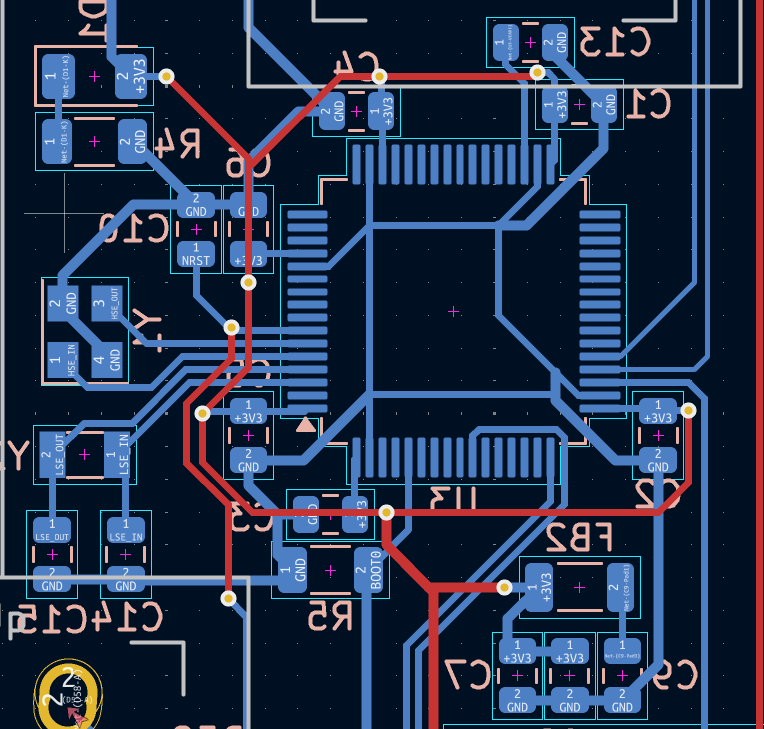 D1
1
Net-(D1-K)
2
+3V3
C4
1
2
GND
C13
2
GND
1
+3V3
1
+3V3
2
GND
C1
1
Net-(D1-K)
2
GND
R4
C6
2
GND
GND
C10
1
NRST
+3V3
2
GND
3
HSE_OUT
1
HSE_IN
4
GND
Y1
1
+3V3
2
GND
1
+3V3
2
GND
2
LSE_OUT
1
LSE_IN
C3
GND
+3V3
U3
C2
1
LSE_OUT
2
GND
1
LSE_IN
2
GND
1
GND
2
BOOT0
R5
FB2
1
+3V3
2
Net-(C9-Pad1)
C15
C14
C7
1
+3V3
2
GND
1
+3V3
2
GND
1
Net-(C9-Pad1)
2
GND
C9
2
2
(DS8-A)